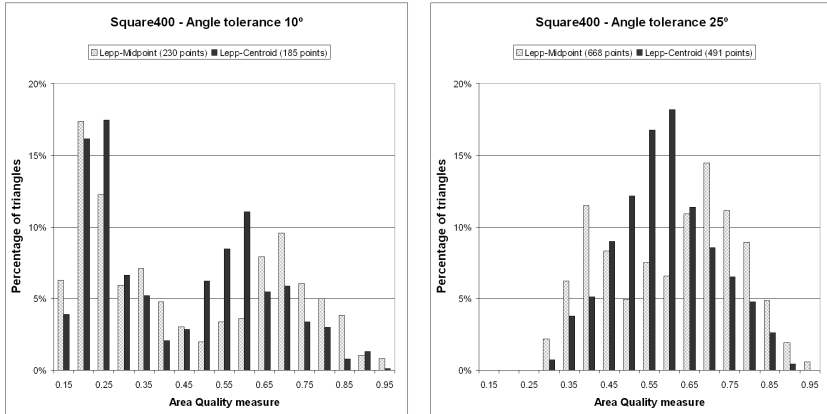 Square400 - Angle tolerance 10º
Lepp-Midpoint (230 points) Lepp-Centroid (185 points)
20%
15%
10%
5%
0%
Percentage of triangles
0.15 0.25 0.35 0.45 0.55 0.65 0.75 0.85 0.95
Area Quality measure
Square400 - Angle tolerance 25º
Lepp-Midpoint (668 points) Lepp-Centroid (491 points)
20%
15%
10%
5%
0%
Percentage of triangles
0.15 0.25 0.35 0.45 0.55 0.65 0.75 0.85 0.95
Area Quality measure